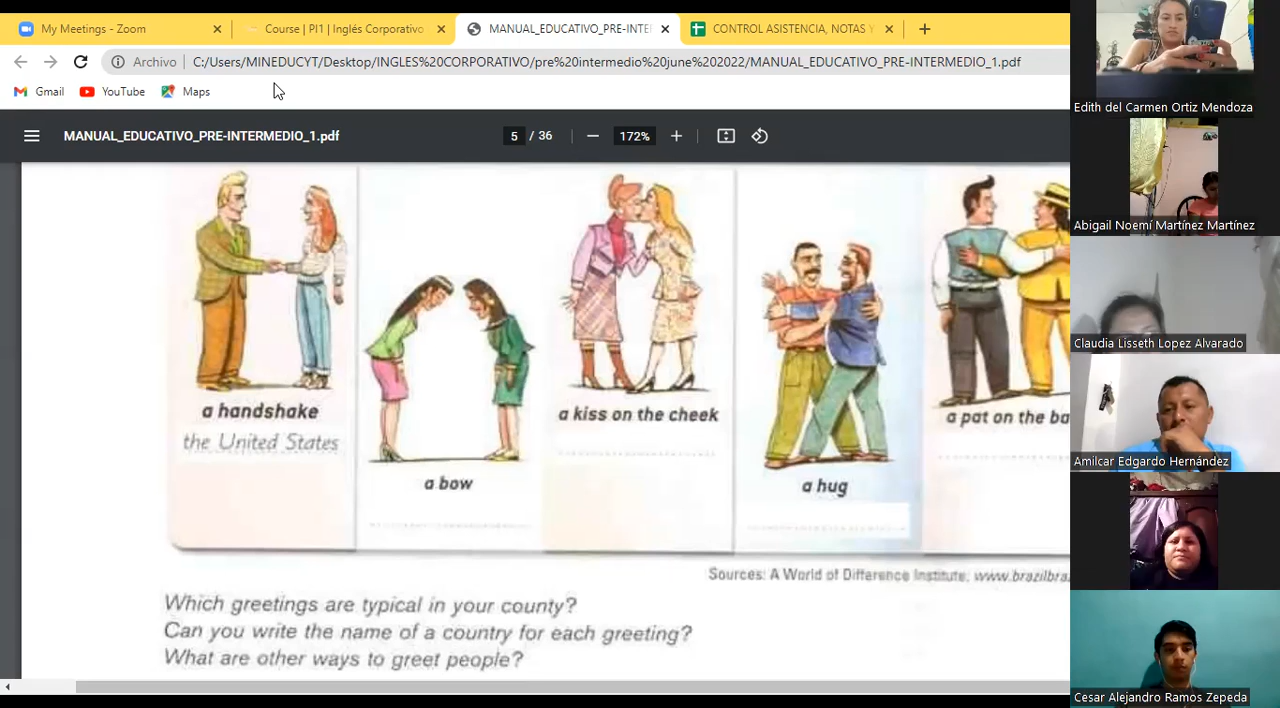 My Meetings - Zoom
Course | PI1 | Inglés Corporativo
MANUAL_EDUCATIVO_PRE-INTER
CONTROL ASISTENCIA, NOTAS Y
Archivo
C:/Users/MINEDUCYT/Desktop/INGLES%20CORPORATIVO/pre%20intermedio%20june%202022/MANUAL_EDUCATIVO_PRE-INTERMEDIO_1.pdf
Gmail
YouTube
Maps
MANUAL_EDUCATIVO_PRE-INTERMEDIO_1.pdf
5 / 36
172%
a handshake
the United States
a bow
a kiss on the cheek
a hug
a pat on the ba
Sources: A World of Difference Institute; www.brazilbra
Which greetings are typical in your county?
Can you write the name of a country for each greeting?
What are other ways to greet people?
Edith del Carmen Ortiz Mendoza
Abigail Noemí Martínez Martínez
Claudia Lisseth Lopez Alvarado
Amilcar Edgardo Hernández
Cesar Alejandro Ramos Zepeda